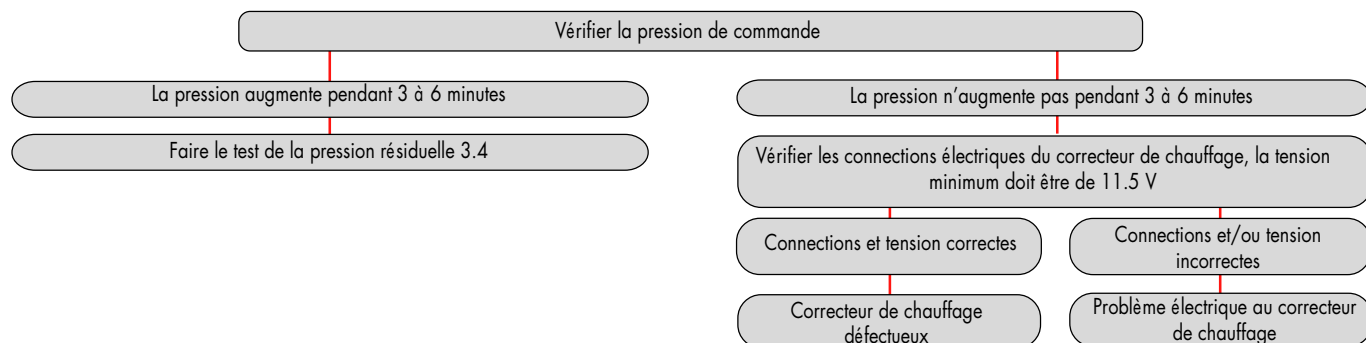 Vérifier la pression de commande
La pression augmente pendant 3 à 6 minutes
Faire le test de la pression résiduelle 3.4
La pression n'augmente pas pendant 3 à 6 minutes
Vérifier les connections électriques du correcteur de chauffage, la tension
minimum doit être de 11.5 V
Connections et tension correctes
Correcteur de chauffage
défectueux
Connections et/ou tension
incorrectes
Problème électrique au correcteur
de chauffage